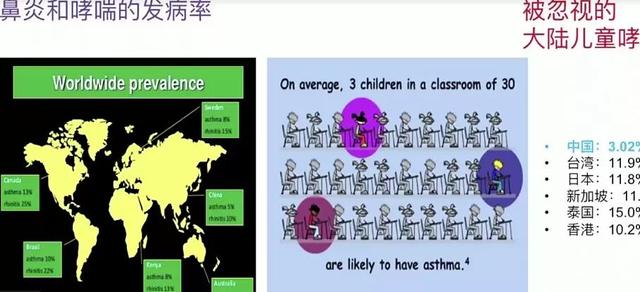 鼻炎和哮喘的发病率
被忽视的
大陆儿童哮
Worldwide prevalence
Sweden
asthma 8%
rhinitis 15%
Canada
asthma 13%
rhinitis 25%
China
asthma 5%
rhinitis 10%
Brazil
asthma 10%
rhinitis 22%
Kenya
asthma 8%
rhinitis 13%
Australia
On average, 3 children in a classroom of 30
are likely to have asthma.⁴
• 中国：3.02%
• 台湾：11.9%
• 日本：11.8%
• 新加坡：11.
• 泰国：15.0%
• 香港：10.2%